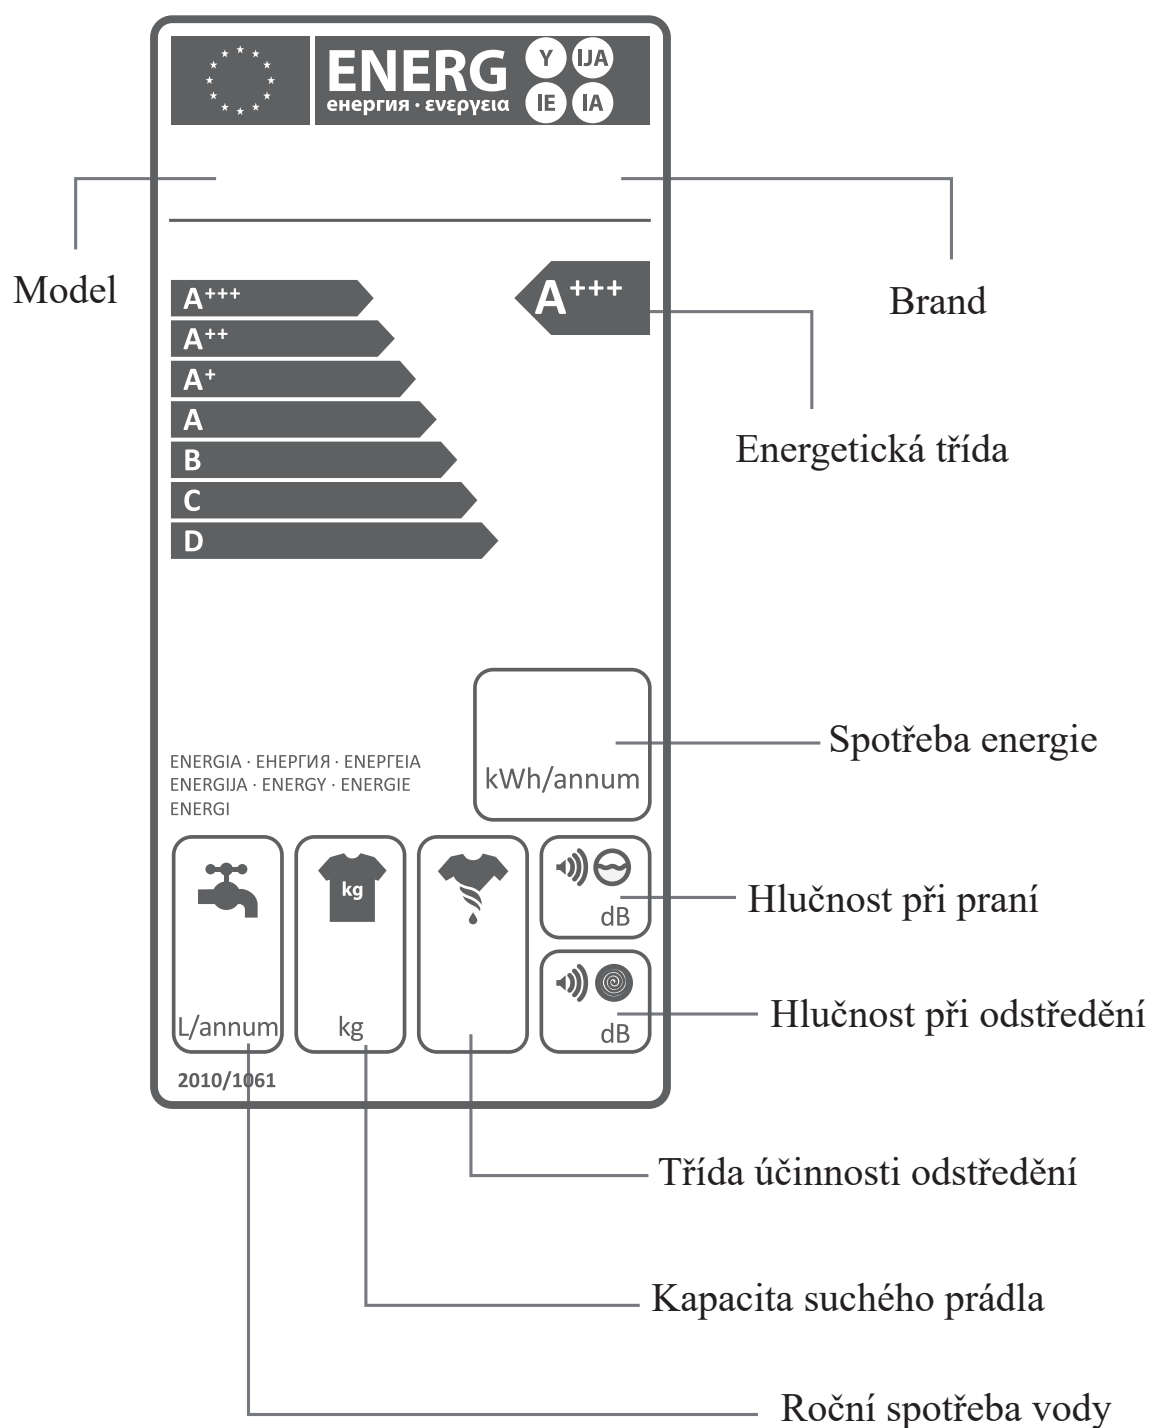 ENERG Y IJA
енергия · ενεργεια IE IA
Model
Brand
A+++
A+++
A++
A+
A
B
C
D
Energetická třída
Spotřeba energie
ENERGIA · ЕНЕРГИЯ · ΕΝΕΡΓΕΙΑ
ENERGIJA · ENERGY · ENERGIE
ENERGI
kWh/annum
kg
dB
Hlučnost při praní
L/annum
kg
dB
Hlučnost při odstředění
2010/1061
Třída účinnosti odstředění
Kapacita suchého prádla
Roční spotřeba vody